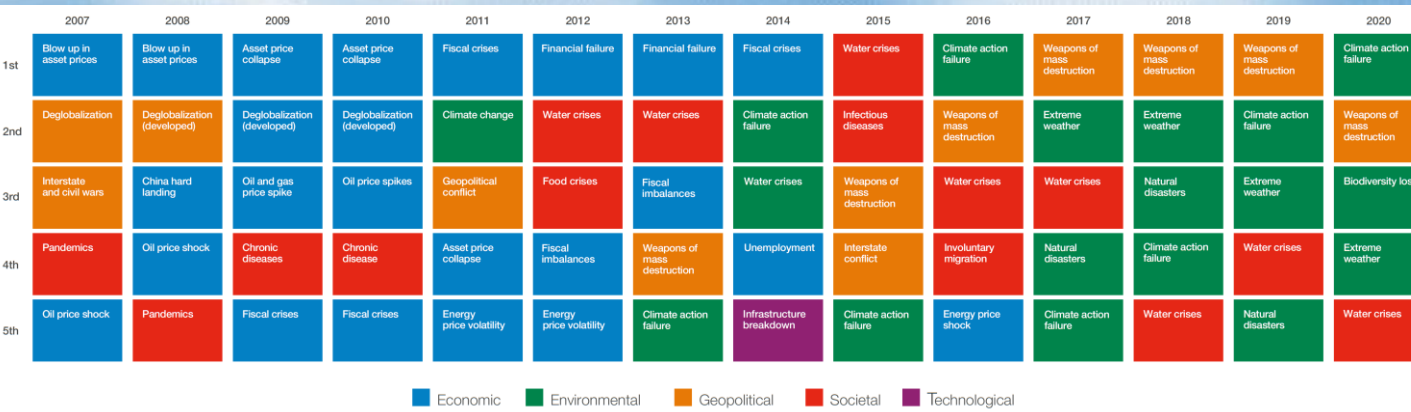 2007 2008 2009 2010 2011 2012 2013 2014 2015 2016 2017 2018 2019 2020
1st
Blow up in
asset prices
Blow up in
asset prices
Asset price
collapse
Asset price
collapse
Fiscal crises
Financial failure
Financial failure
Fiscal crises
Water crises
Climate action
failure
Weapons of
mass
destruction
Weapons of
mass
destruction
Weapons of
mass
destruction
Climate action
failure
2nd
Deglobalization
Deglobalization
(developed)
Deglobalization
(developed)
Deglobalization
(developed)
Climate change
Water crises
Water crises
Climate action
failure
Infectious
diseases
Weapons of
mass
destruction
Extreme
weather
Extreme
weather
Climate action
failure
Weapons of
mass
destruction
3rd
Interstate
and civil wars
China hard
landing
Oil and gas
price spike
Oil price spikes
Geopolitical
conflict
Food crises
Fiscal
imbalances
Water crises
Weapons of
mass
destruction
Water crises
Water crises
Natural
disasters
Extreme
weather
Biodiversity los
4th
Pandemics
Oil price shock
Chronic
diseases
Chronic
disease
Asset price
collapse
Fiscal
imbalances
Weapons of
mass
destruction
Unemployment
Interstate
conflict
Involuntary
migration
Natural
disasters
Climate action
failure
Water crises
Extreme
weather
5th
Oil price shock
Pandemics
Fiscal crises
Fiscal crises
Energy
price volatility
Energy
price volatility
Climate action
failure
Infrastructure
breakdown
Climate action
failure
Energy price
shock
Climate action
failure
Water crises
Natural
disasters
Water crises
Economic Environmental Geopolitical Societal Technological